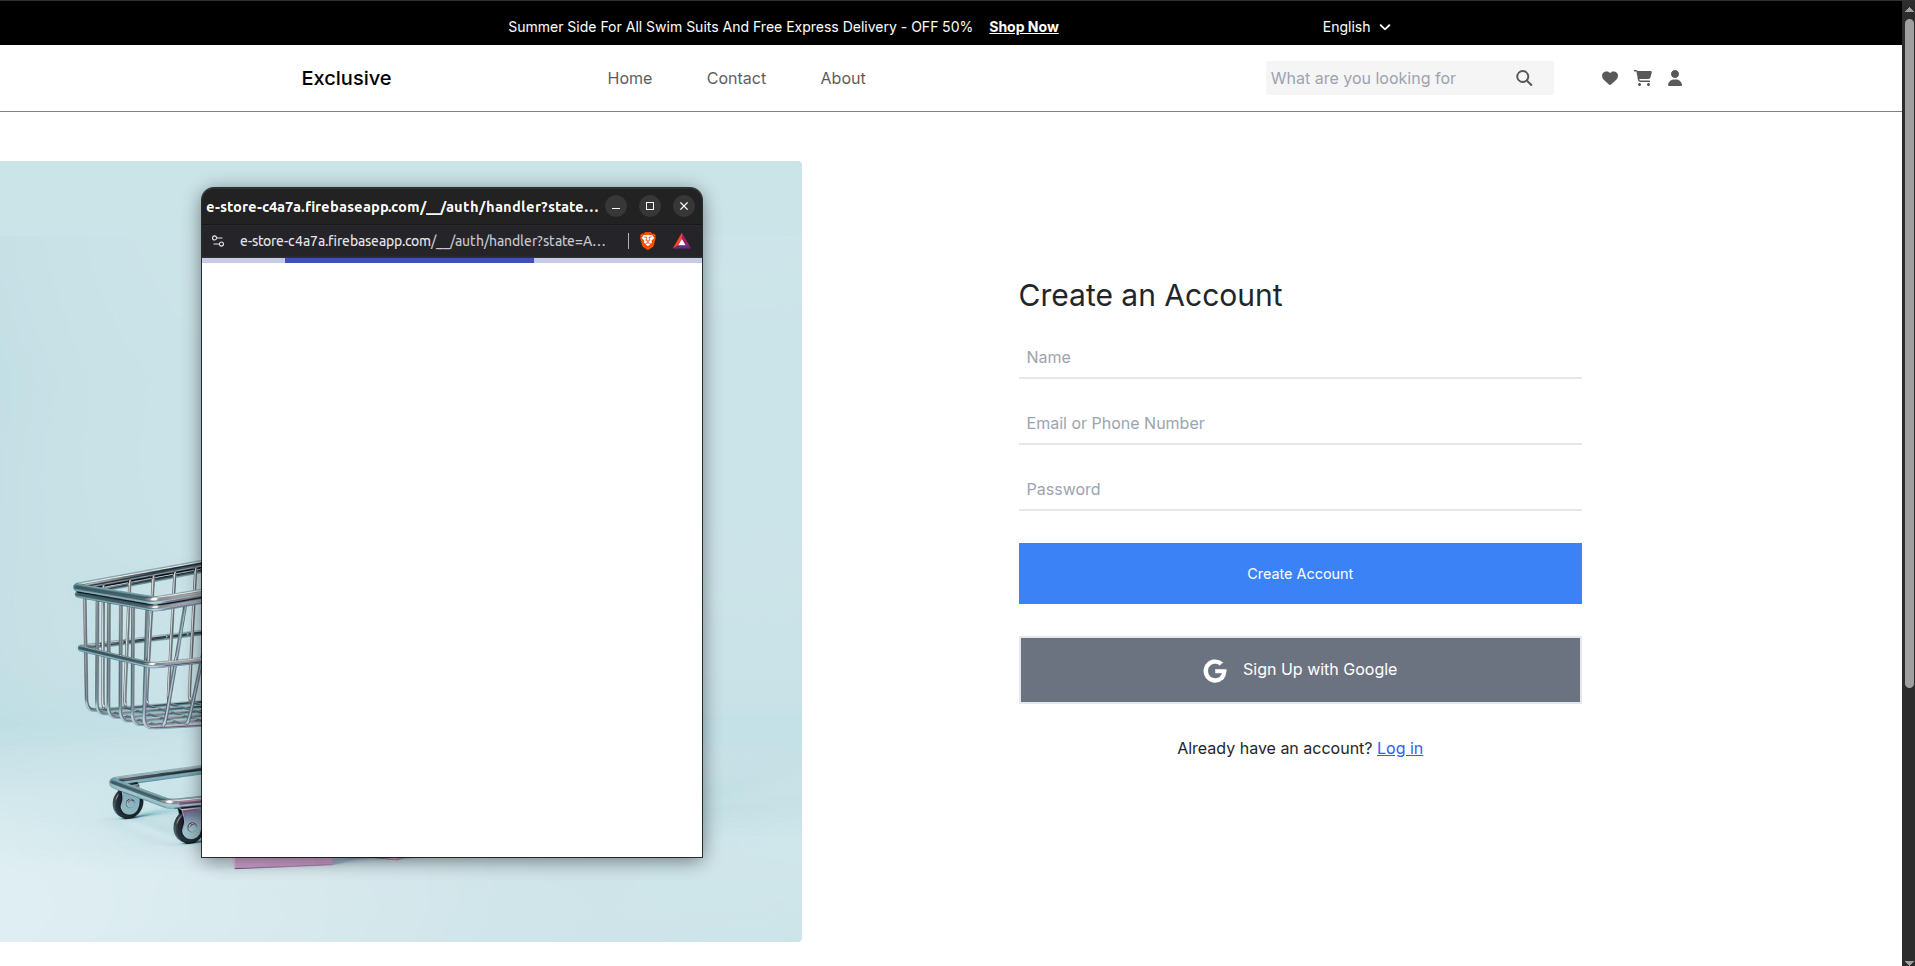 Summer Side For All Swim Suits And Free Express Delivery - OFF 50% Shop Now English
Exclusive Home Contact About What are you looking for
e-store-c4a7a.firebaseapp.com/__/auth/handler?state...
e-store-c4a7a.firebaseapp.com/__/auth/handler?state=A...
Create an Account
Name
Email or Phone Number
Password
Create Account
G Sign Up with Google
Already have an account? Log in